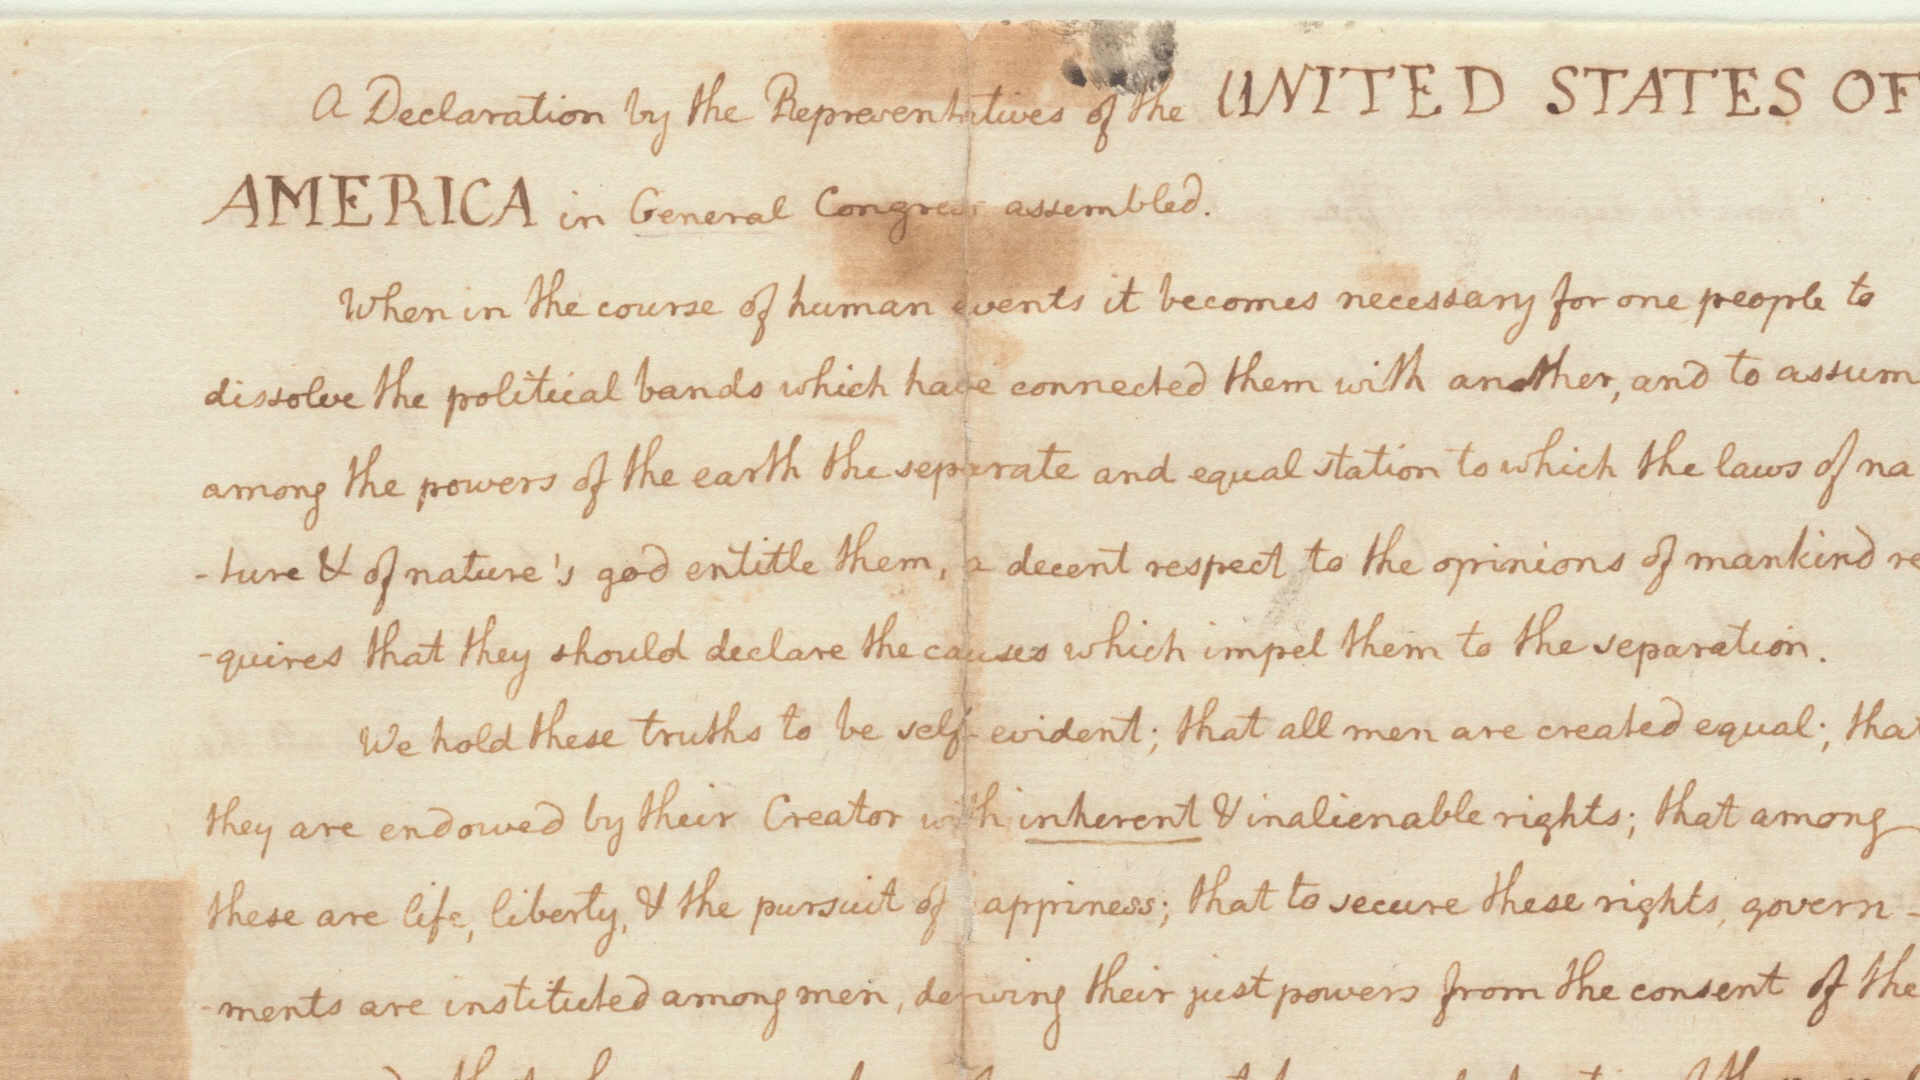 A Declaration by the Representatives of the UNITED STATES OF
AMERICA in General Congress assembled.
When in the course of human events it becomes necessary for one people to
dissolve the political bands which have connected them with another, and to assum
among the powers of the earth the separate and equal station to which the laws of na
-ture & of nature's god entitle them, a decent respect to the opinions of mankind re
-quires that they should declare the causes which impel them to the separation.
We hold these truths to be self-evident; that all men are created equal; that
they are endowed by their Creator with inherent & inalienable rights; that among
these are life, liberty, & the pursuit of happiness; that to secure these rights, govern-
-ments are instituted among men, deriving their just powers from the consent of the